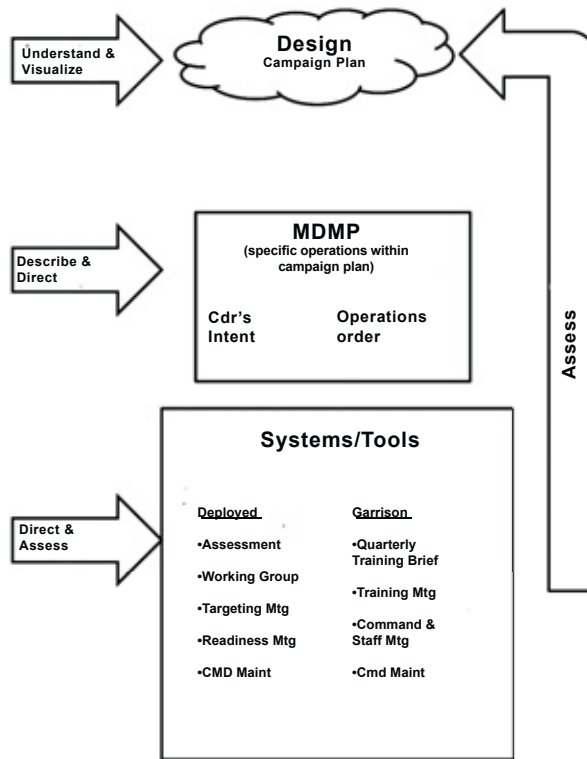 Understand &
Visualize
Design
Campaign Plan
Describe &
Direct
MDMP
(specific operations within
campaign plan)
Cdr's
Intent
Operations
order
Assess
Systems/Tools
Direct &
Assess
Deployed
•Assessment
•Working Group
•Targeting Mtg
•Readiness Mtg
•CMD Maint
Garrison
•Quarterly
Training Brief
•Training Mtg
•Command &
Staff Mtg
•Cmd Maint